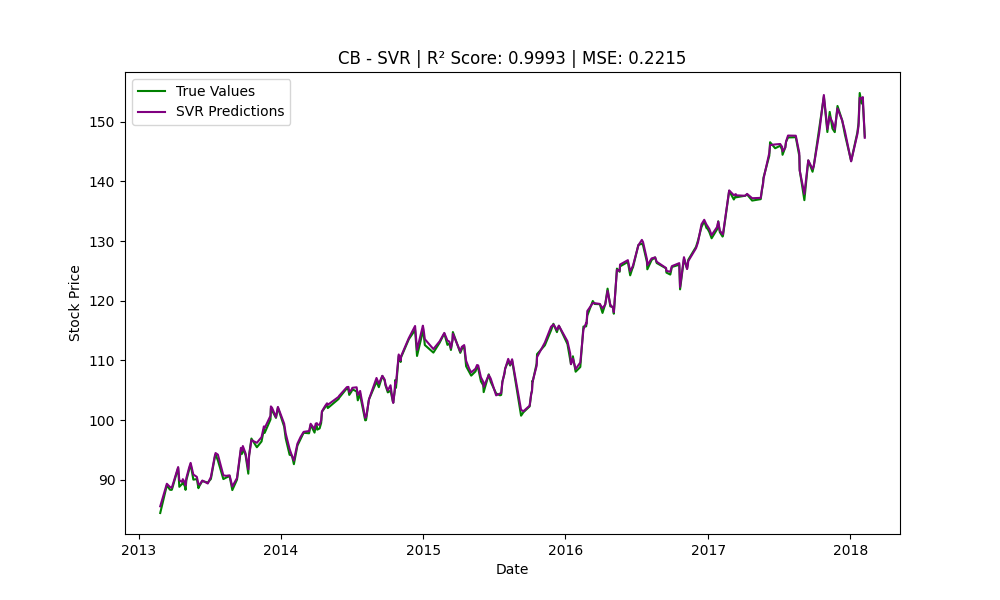 CB - SVR | R² Score: 0.9993 | MSE: 0.2215
True Values
SVR Predictions
Stock Price
150
140
130
120
110
100
90
2013
2014
2015
2016
2017
2018
Date